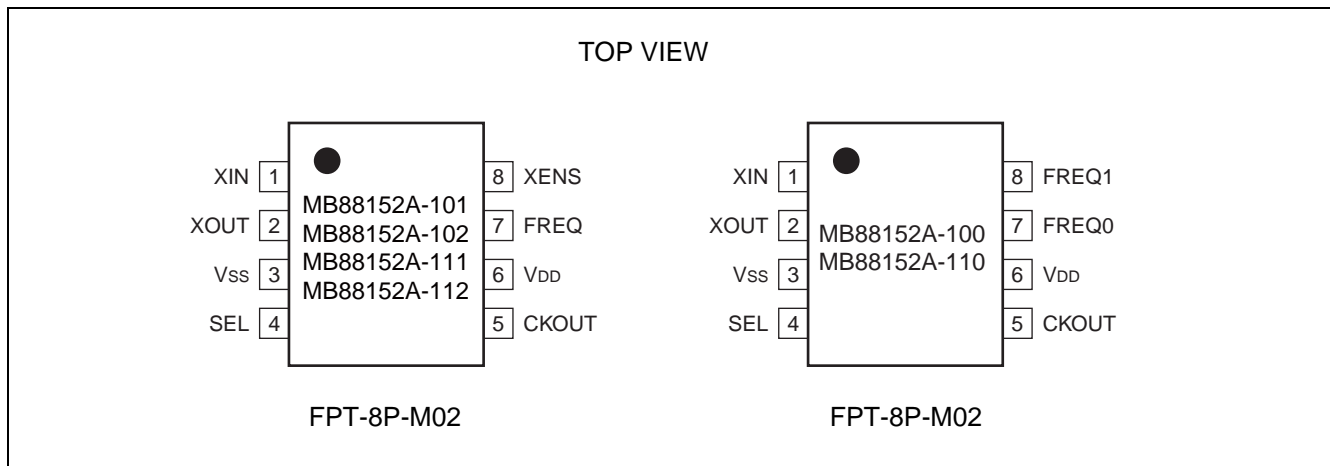 TOP VIEW
XIN 1
XOUT 2
Vss 3
SEL 4
MB88152A-101
MB88152A-102
MB88152A-111
MB88152A-112
8 XENS
7 FREQ
6 VDD
5 CKOUT
FPT-8P-M02
XIN 1
XOUT 2
Vss 3
SEL 4
MB88152A-100
MB88152A-110
8 FREQ1
7 FREQ0
6 VDD
5 CKOUT
FPT-8P-M02